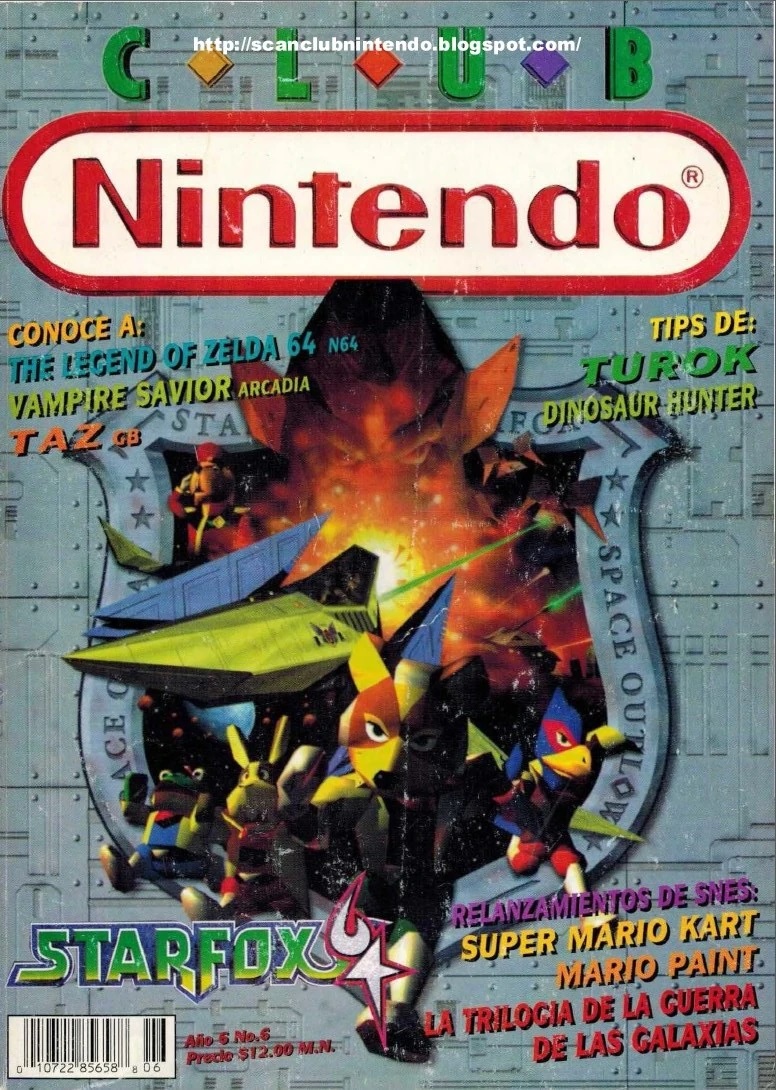 http://scanclubnintendo.blogspot.com/
CLUB
Nintendo®
CONOCE A:
THE LEGEND OF ZELDA 64 N64
VAMPIRE SAVIOR ARCADIA
TAZ GB
TIPS DE:
TUROK
DINOSAUR HUNTER
SPACE OUTLOW
STARFOX 64
RELANZAMIENTOS DE SNES:
SUPER MARIO KART
MARIO PAINT
LA TRILOGIA DE LA GUERRA
DE LAS GALAXIAS
Año 6 No.6
Precio $12.00 M.N.
0 10722 85658 8 06